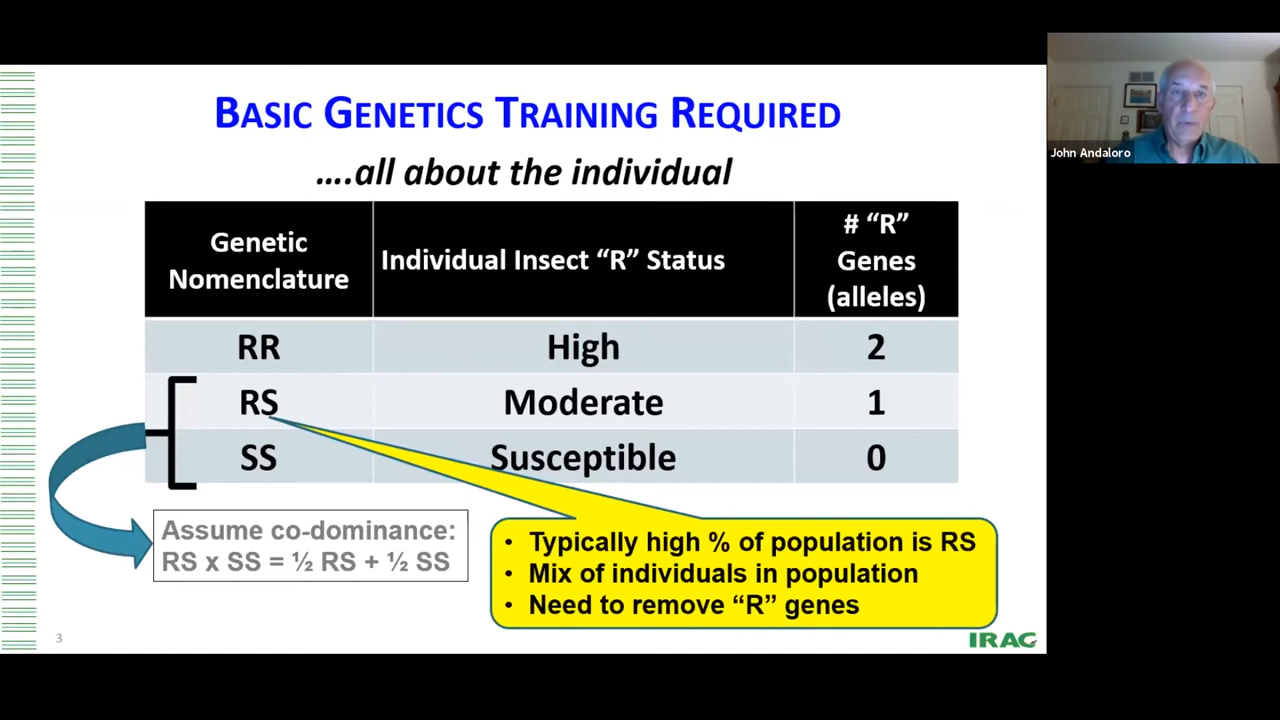 BASIC GENETICS TRAINING REQUIRED
....all about the individual
Genetic
Nomenclature
Individual Insect “R” Status
# “R”
Genes
(alleles)
RR
High
2
RS
Moderate
1
SS
Susceptible
0
Assume co-dominance:
RS x SS = ½ RS + ½ SS
• Typically high % of population is RS
• Mix of individuals in population
• Need to remove “R” genes
3
IRAC
John Andaloro